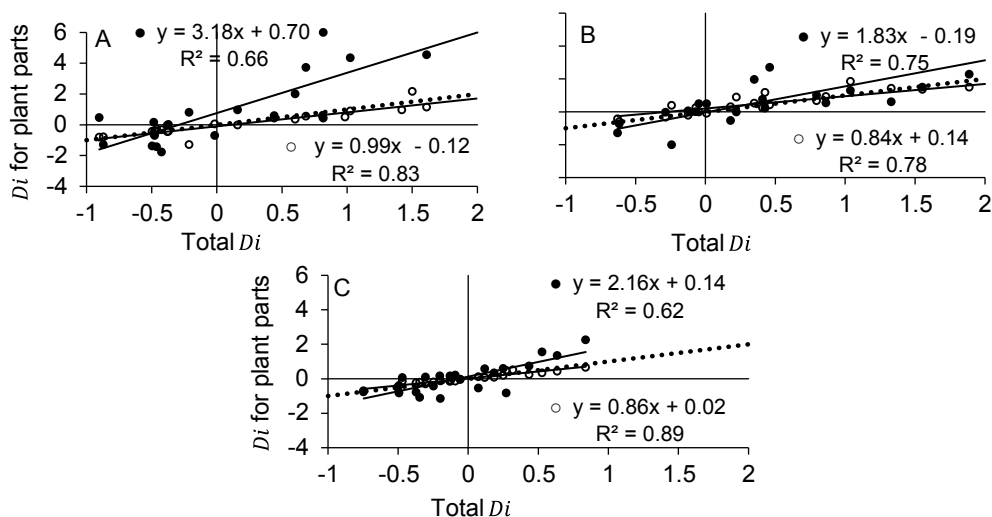 A
y = 3.18x + 0.70
R² = 0.66
y = 0.99x - 0.12
R² = 0.83
Di for plant parts
6
4
2
0
-2
-4
-1
-0.5
0
0.5
1
1.5
2
Total Di
B
y = 1.83x - 0.19
R² = 0.75
y = 0.84x + 0.14
R² = 0.78
-1
-0.5
0
0.5
1
1.5
2
Total Di
C
y = 2.16x + 0.14
R² = 0.62
y = 0.86x + 0.02
R² = 0.89
Di for plant parts
6
4
2
0
-2
-4
-1
-0.5
0
0.5
1
1.5
2
Total Di